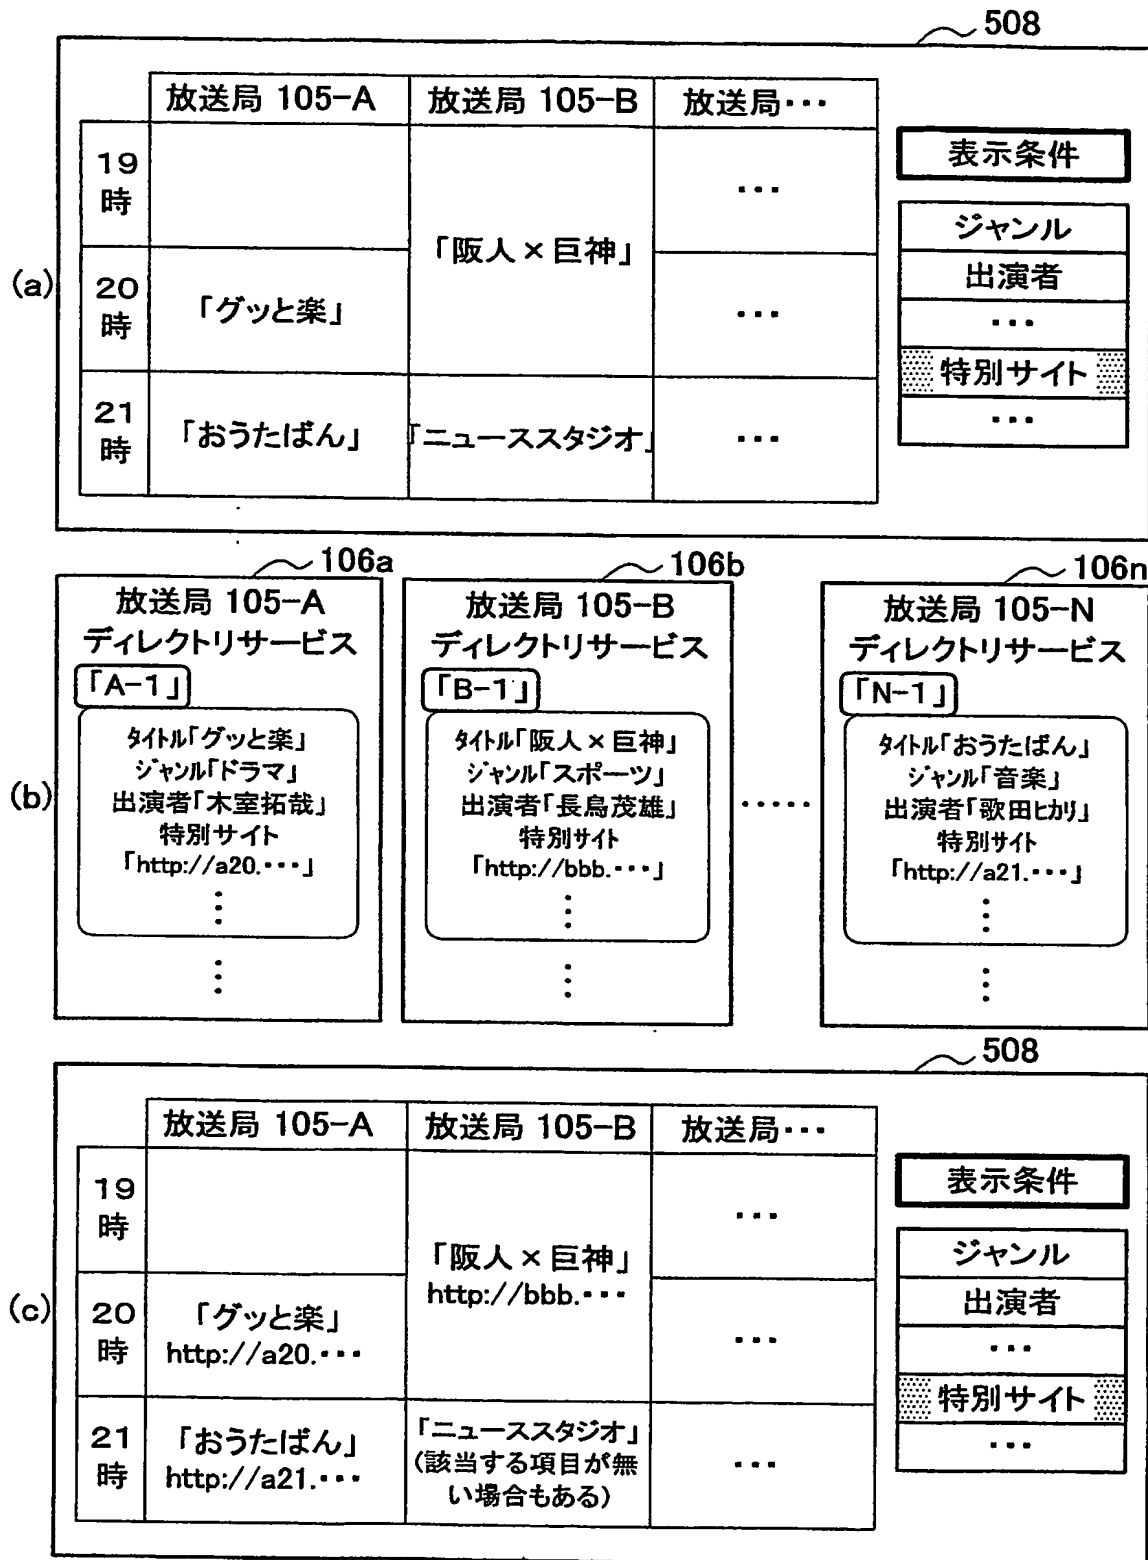 508
放送局 105-A 放送局 105-B 放送局・・・
19時
・・・
「阪人×巨神」
20時
「グッと楽」
・・・
21時
「おうたばん」
「ニューススタジオ」
・・・
表示条件
ジャンル
出演者
・・・
特別サイト
・・・
(a)
106a
放送局 105-A
ディレクトリサービス
「A-1」
タイトル「グッと楽」
ジャンル「ドラマ」
出演者「木室拓哉」
特別サイト
「http://a20.・・・」
106b
放送局 105-B
ディレクトリサービス
「B-1」
タイトル「阪人×巨神」
ジャンル「スポーツ」
出演者「長鳥茂雄」
特別サイト
「http://bbb.・・・」
・・・・・
106n
放送局 105-N
ディレクトリサービス
「N-1」
タイトル「おうたばん」
ジャンル「音楽」
出演者「歌田ヒカリ」
特別サイト
「http://a21.・・・」
(b)
508
放送局 105-A 放送局 105-B 放送局・・・
19時
・・・
「阪人×巨神」
http://bbb.・・・
20時
「グッと楽」
http://a20.・・・
・・・
21時
「おうたばん」
http://a21.・・・
「ニューススタジオ」
(該当する項目が無
い場合もある)
・・・
表示条件
ジャンル
出演者
・・・
特別サイト
・・・
(c)